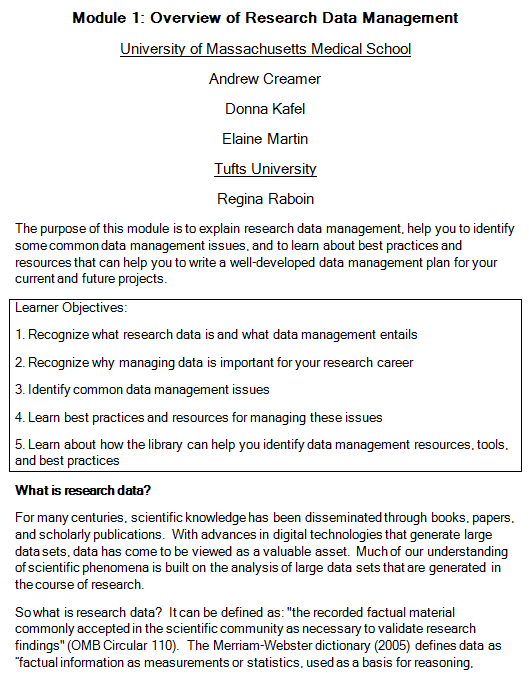 Module 1: Overview of Research Data Management
University of Massachusetts Medical School
Andrew Creamer
Donna Kafel
Elaine Martin
Tufts University
Regina Raboin
The purpose of this module is to explain research data management, help you to identify
some common data management issues, and to learn about best practices and
resources that can help you to write a well-developed data management plan for your
current and future projects.
Learner Objectives:
1. Recognize what research data is and what data management entails
2. Recognize why managing data is important for your research career
3. Identify common data management issues
4. Learn best practices and resources for managing these issues
5. Learn about how the library can help you identify data management resources, tools,
and best practices
What is research data?
For many centuries, scientific knowledge has been disseminated through books, papers,
and scholarly publications. With advances in digital technologies that generate large
data sets, data has come to be viewed as a valuable asset. Much of our understanding
of scientific phenomena is built on the analysis of large data sets that are generated in
the course of research.
So what is research data? It can be defined as: "the recorded factual material
commonly accepted in the scientific community as necessary to validate research
findings" (OMB Circular 110). The Merriam-Webster dictionary (2005) defines data as
"factual information as measurements or statistics, used as a basis for reasoning,